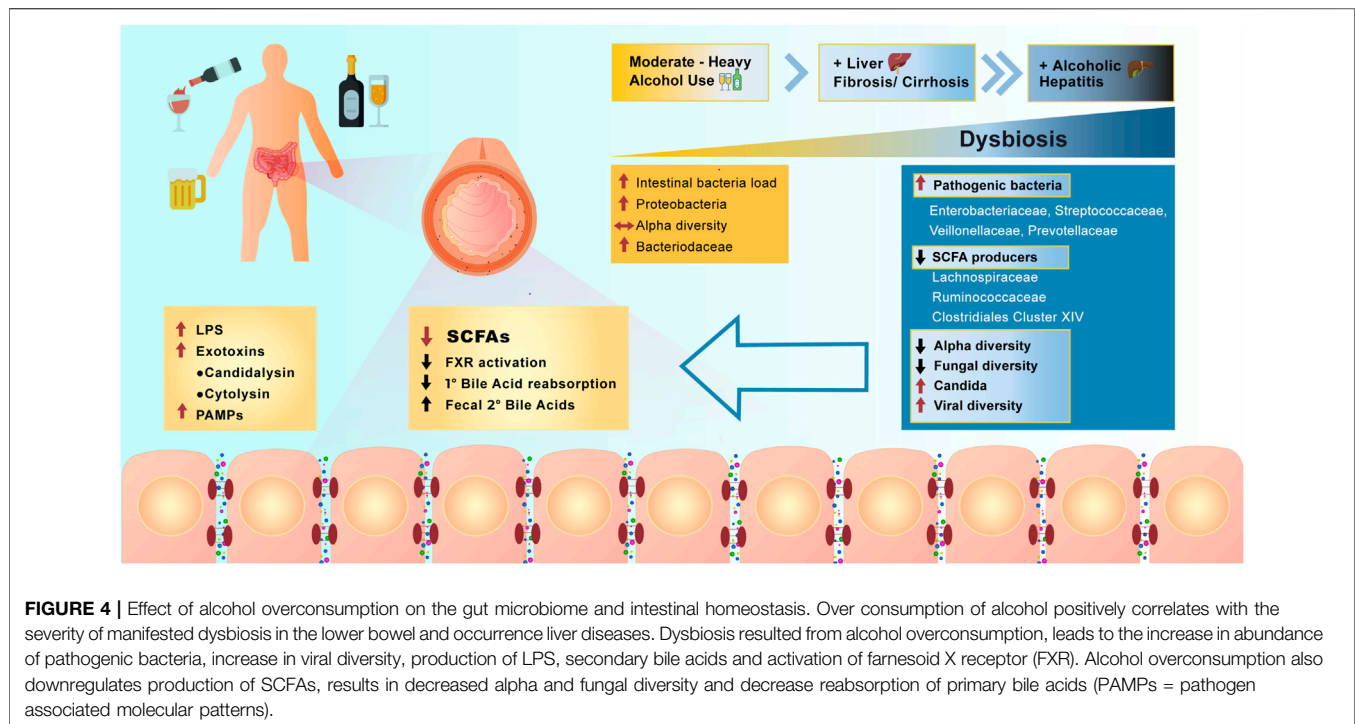 Moderate - Heavy
Alcohol Use
+ Liver
Fibrosis/ Cirrhosis
+ Alcoholic
Hepatitis
Dysbiosis
↑ Intestinal bacteria load
↑ Proteobacteria
↔ Alpha diversity
↑ Bacteriodaceae
↑ Pathogenic bacteria
Enterobacteriaceae, Streptococcaceae,
Veillonellaceae, Prevotellaceae
↓ SCFA producers
Lachnospiraceae
Ruminococcaceae
Clostridiales Cluster XIV
↓ Alpha diversity
↓ Fungal diversity
↑ Candida
↑ Viral diversity
↑ LPS
↑ Exotoxins
●Candidalysin
●Cytolysin
↑ PAMPs
↓ SCFAs
↓ FXR activation
↓ 1° Bile Acid reabsorption
↑ Fecal 2° Bile Acids
FIGURE 4 | Effect of alcohol overconsumption on the gut microbiome and intestinal homeostasis. Over consumption of alcohol positively correlates with the
severity of manifested dysbiosis in the lower bowel and occurrence liver diseases. Dysbiosis resulted from alcohol overconsumption, leads to the increase in abundance
of pathogenic bacteria, increase in viral diversity, production of LPS, secondary bile acids and activation of farnesoid X receptor (FXR). Alcohol overconsumption also
downregulates production of SCFAs, results in decreased alpha and fungal diversity and decrease reabsorption of primary bile acids (PAMPs = pathogen
associated molecular patterns).